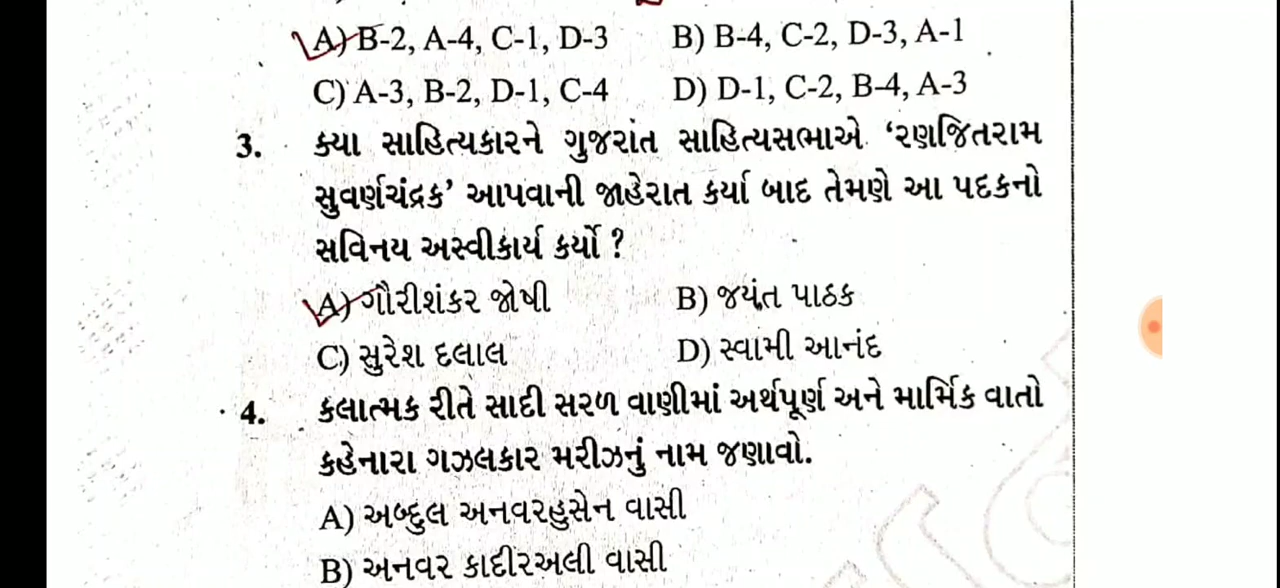 A) B-2, A-4, C-1, D-3 B) B-4, C-2, D-3, A-1
C) A-3, B-2, D-1, C-4 D) D-1, C-2, B-4, A-3
3. ક્યા સાહિત્યકારને ગુજરાંત સાહિત્યસભાએ 'રણજિતરામ
સુવર્ણચંદ્રક' આપવાની જાહેરાત કર્યા બાદ તેમણે આ પદકનો
સવિનય અસ્વીકાર્ય કર્યો ?
A) ગૌરીશંકર જોષી B) જયંત પાઠક
C) સુરેશ દલાલ D) સ્વામી આનંદ
4. કલાત્મક રીતે સાદી સરળ વાણીમાં અર્થપૂર્ણ અને માર્મિક વાતો
કહેનારા ગઝલકાર મરીઝનું નામ જણાવો.
A) અબ્દુલ અનવરહુસેન વાસી
B) અનવર કાદીરઅલી વાસી